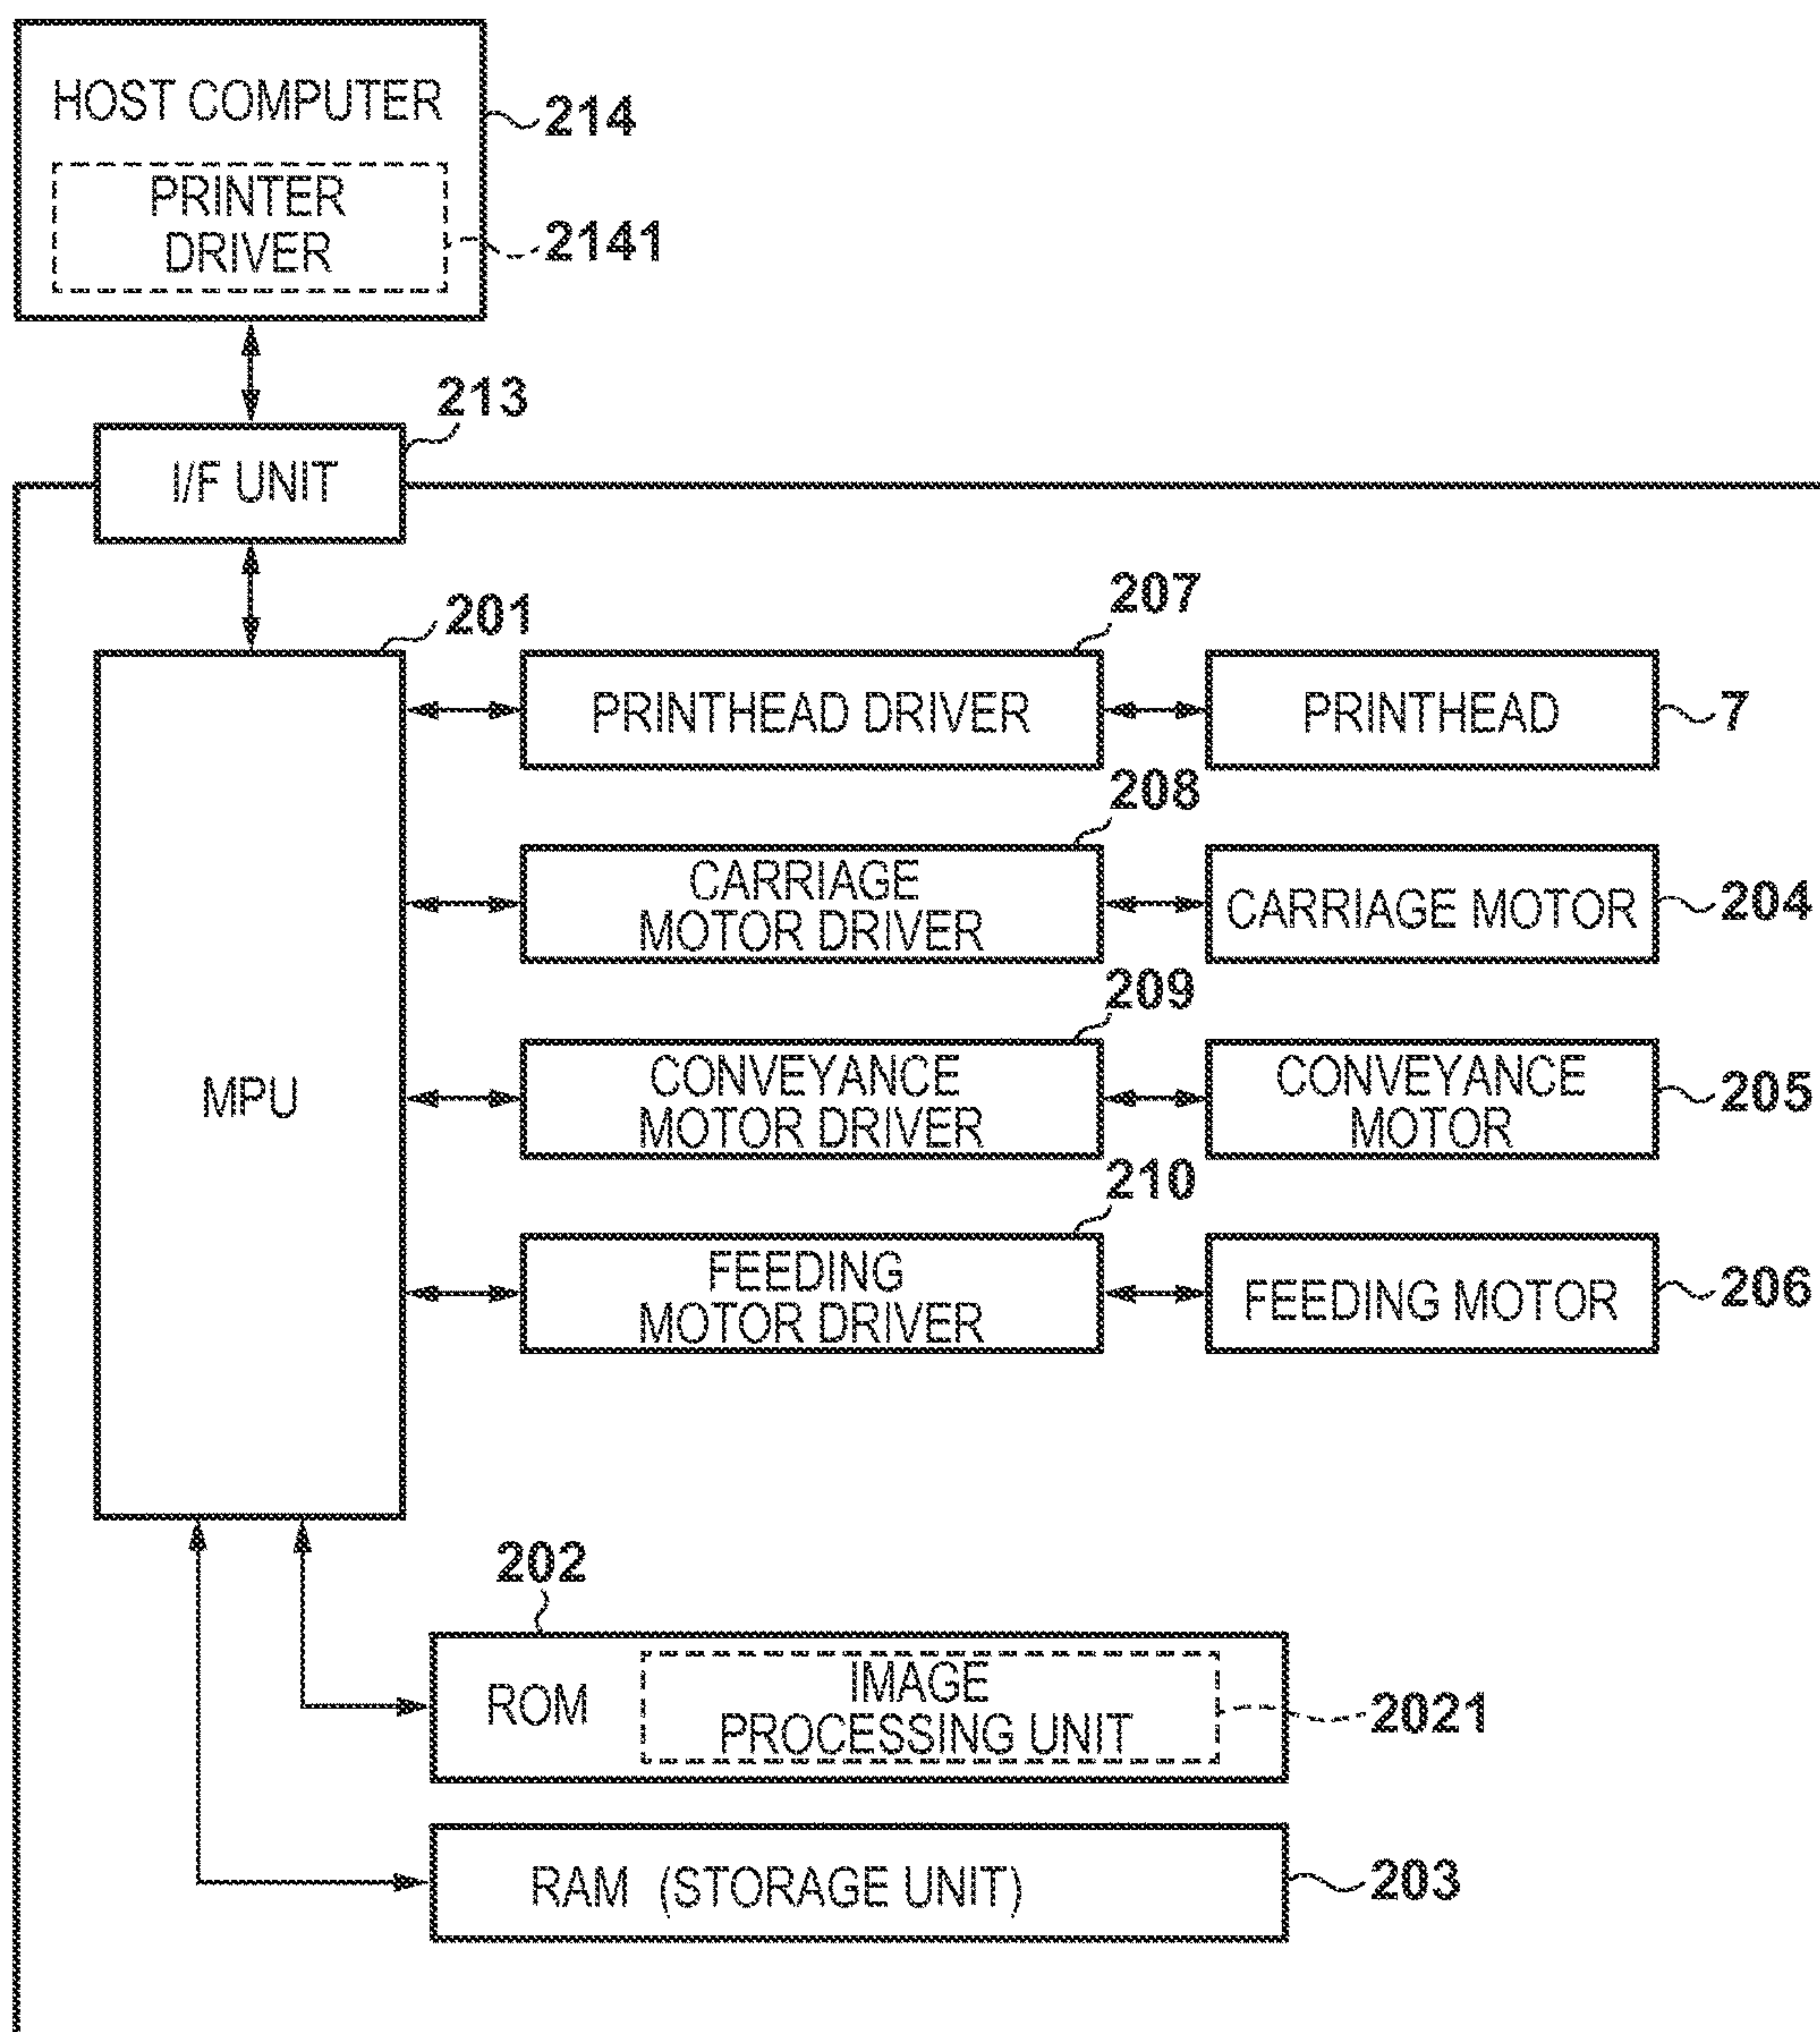 HOST COMPUTER
214
PRINTER
DRIVER
2141
213
I/F UNIT
201
207
PRINTHEAD DRIVER
PRINTHEAD
7
208
CARRIAGE
MOTOR DRIVER
CARRIAGE MOTOR
204
209
MPU
CONVEYANCE
MOTOR DRIVER
CONVEYANCE
MOTOR
205
210
FEEDING
MOTOR DRIVER
FEEDING MOTOR
206
202
ROM
IMAGE
PROCESSING UNIT
2021
RAM (STORAGE UNIT)
203